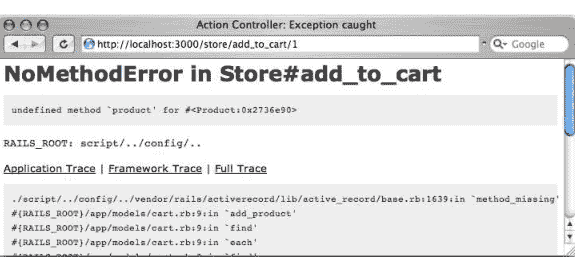 Action Controller: Exception caught
http://localhost:3000/store/add_to_cart/1
Google
NoMethodError in Store#add_to_cart
undefined method `product' for #<Product:0x2736e90>
RAILS_ROOT: script/../config/..
Application Trace | Framework Trace | Full Trace
./script/../config/../vendor/rails/activerecord/lib/active_record/base.rb:1639:in `method_missing'
#{RAILS_ROOT}/app/models/cart.rb:9:in `add_product'
#{RAILS_ROOT}/app/models/cart.rb:9:in `find'
#{RAILS_ROOT}/app/models/cart.rb:9:in `each'